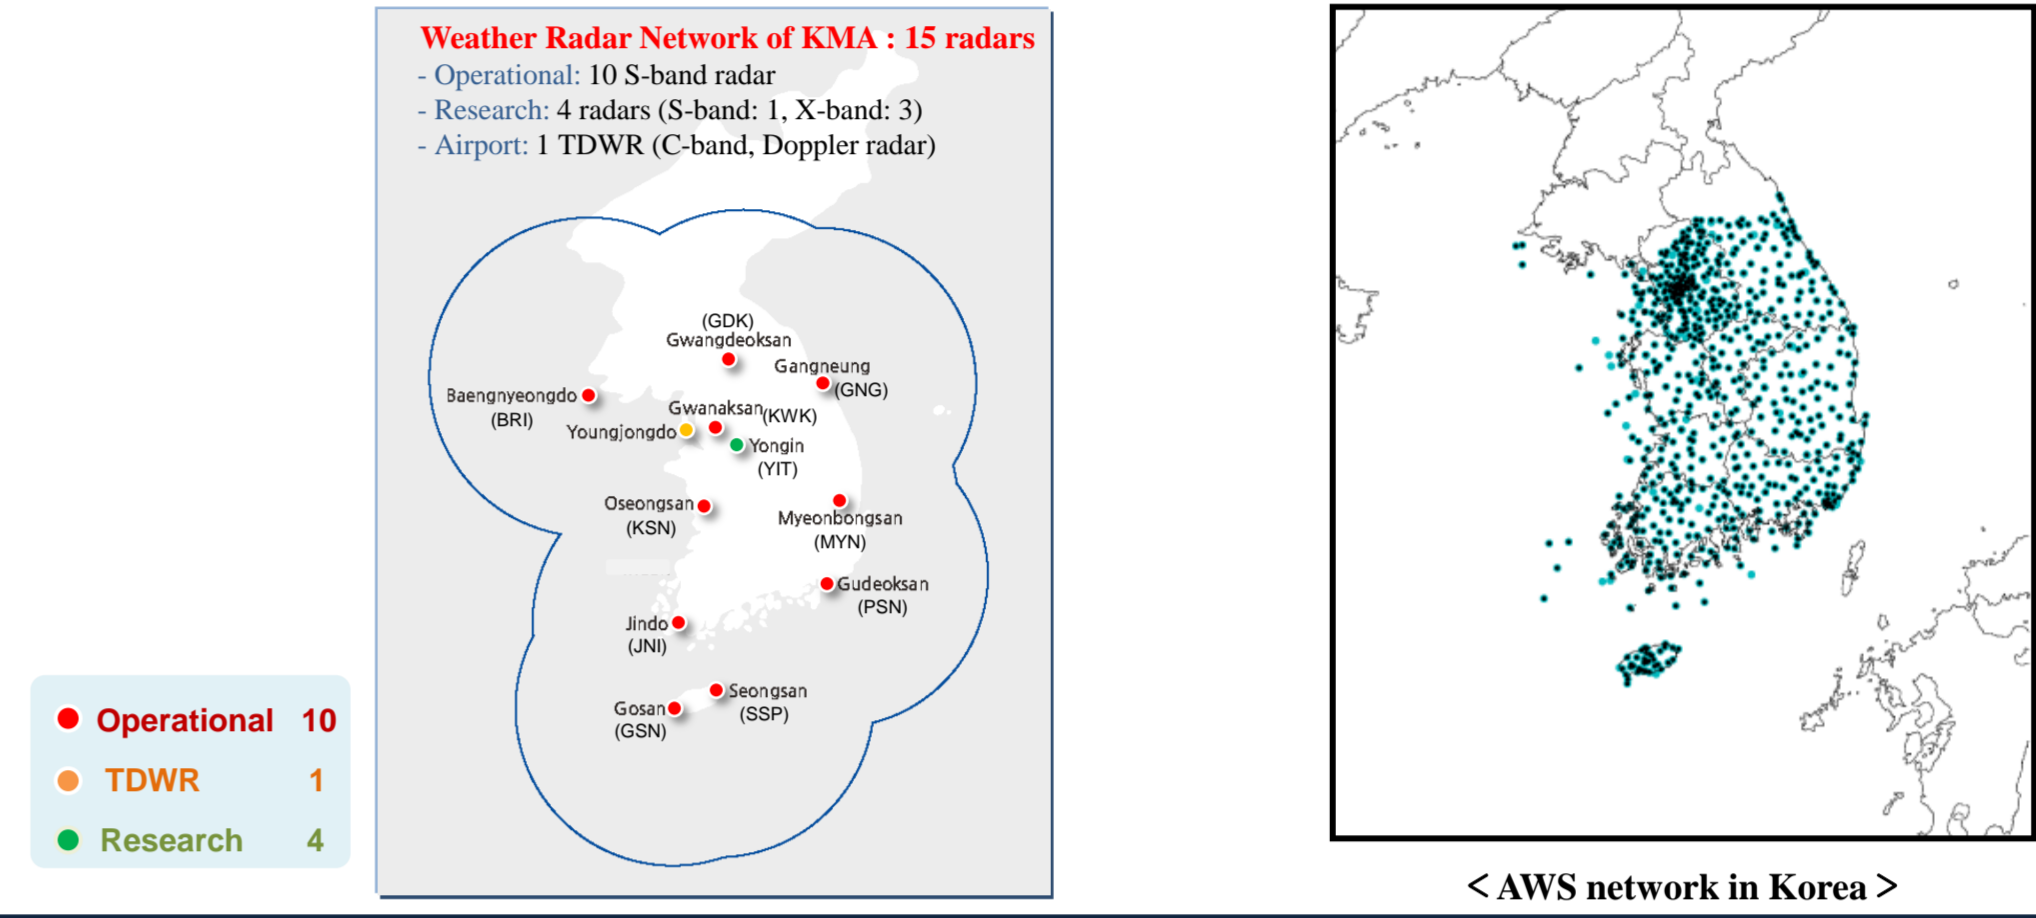 Weather Radar Network of KMA : 15 radars
- Operational: 10 S-band radar
- Research: 4 radars (S-band: 1, X-band: 3)
- Airport: 1 TDWR (C-band, Doppler radar)
(GDK)
Gwangdeoksan
Gangneung
(GNG)
Baengnyeongdo
(BRI)
Gwanaksan(KWK)
Youngjongdo
Yongin
(YIT)
Oseongsan
(KSN)
Myeonbongsan
(MYN)
Gudeoksan
(PSN)
Jindo
(JNI)
Seongsan
(SSP)
Gosan
(GSN)
Operational 10
TDWR 1
Research 4
< AWS network in Korea >